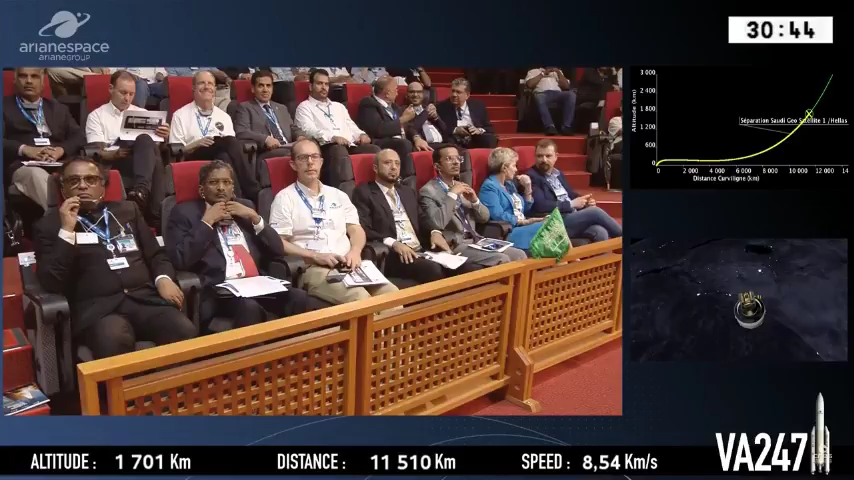 arianespace
arianegroup
30:44
3 000
2 400
1 800
1 200
600
0
Altitude (km)
Séparation Saudi Geo Satellite 1 /Hellas
0 2 000 4 000 6 000 8 000 10 000 12 000 14
Distance Curviligne (km)
VA247
ALTITUDE : 1 701 Km
DISTANCE : 11 510 Km
SPEED : 8,54 Km/s